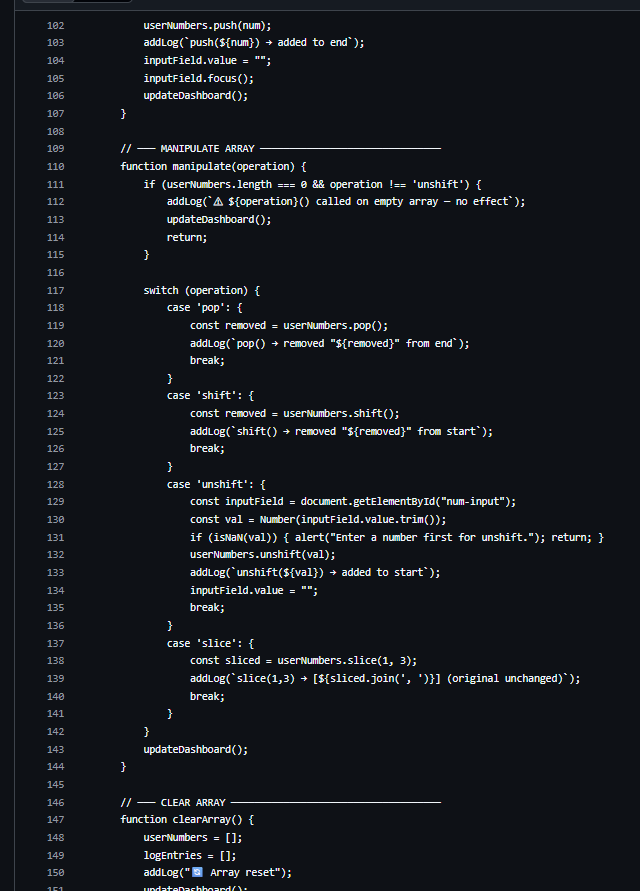 102 userNumbers.push(num);
103 addLog(`push(${num}) → added to end`);
104 inputField.value = "";
105 inputField.focus();
106 updateDashboard();
107 }
108
109 // ─── MANIPULATE ARRAY ──────────────────────────────
110 function manipulate(operation) {
111 if (userNumbers.length === 0 && operation !== 'unshift') {
112 addLog(`⚠ ${operation}() called on empty array — no effect`);
113 updateDashboard();
114 return;
115 }
116
117 switch (operation) {
118 case 'pop': {
119 const removed = userNumbers.pop();
120 addLog(`pop() → removed "${removed}" from end`);
121 break;
122 }
123 case 'shift': {
124 const removed = userNumbers.shift();
125 addLog(`shift() → removed "${removed}" from start`);
126 break;
127 }
128 case 'unshift': {
129 const inputField = document.getElementById("num-input");
130 const val = Number(inputField.value.trim());
131 if (isNaN(val)) { alert("Enter a number first for unshift."); return; }
132 userNumbers.unshift(val);
133 addLog(`unshift(${val}) → added to start`);
134 inputField.value = "";
135 break;
136 }
137 case 'slice': {
138 const sliced = userNumbers.slice(1, 3);
139 addLog(`slice(1,3) → [${sliced.join(', ')}] (original unchanged)`);
140 break;
141 }
142 }
143 updateDashboard();
144 }
145
146 // ─── CLEAR ARRAY ───────────────────────────────────
147 function clearArray() {
148 userNumbers = [];
149 logEntries = [];
150 addLog("🔄 Array reset");
151 updateDashboard();